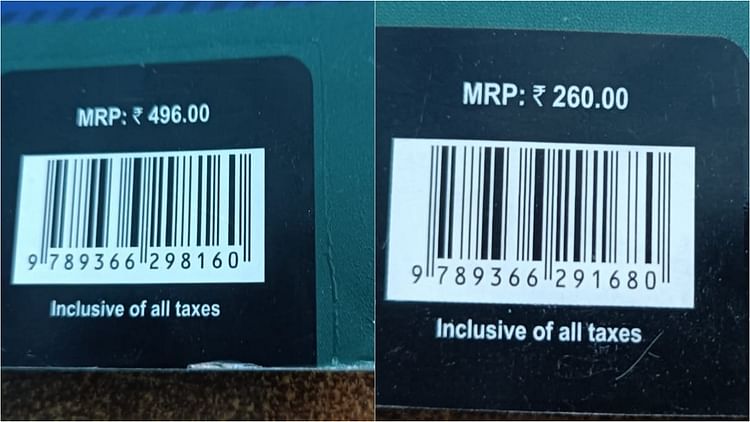 MRP: ₹ 496.00
9 789366 298160
Inclusive of all taxes
MRP: ₹ 260.00
9 789366 291680
Inclusive of all taxes